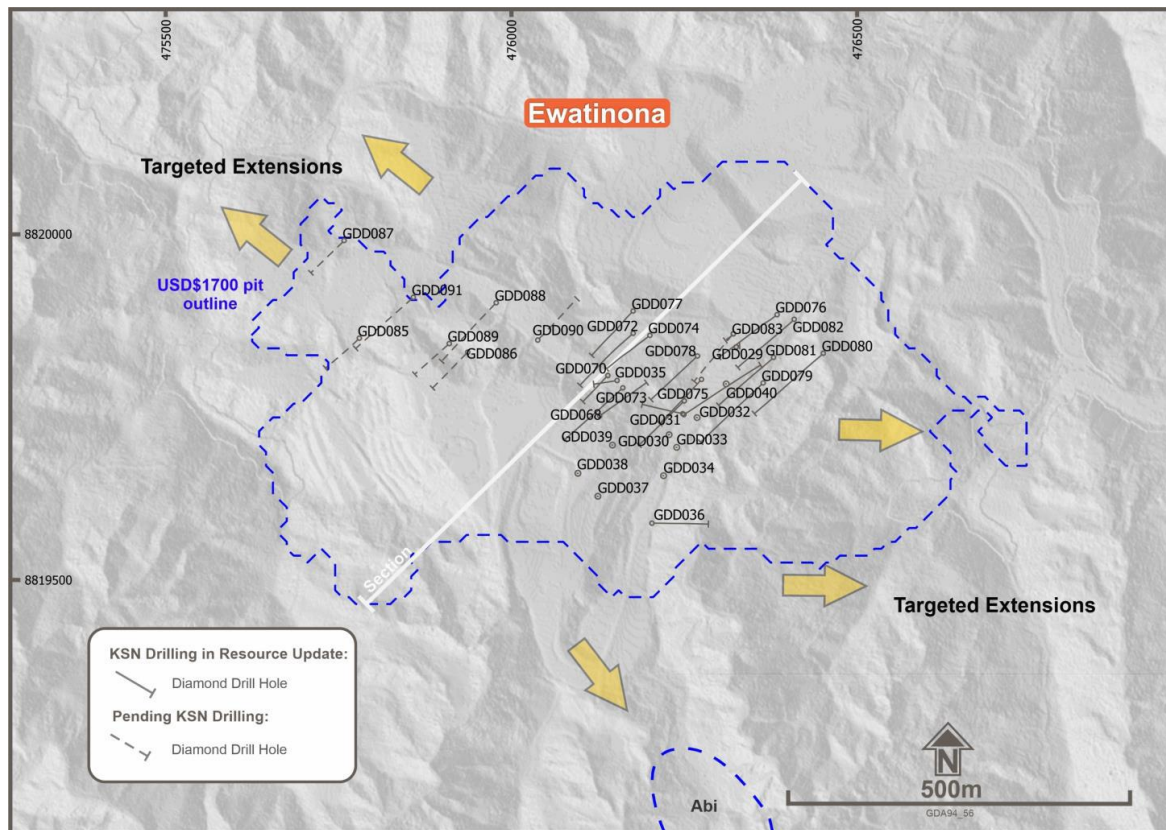 475500
476000
476500
Ewatinona
Targeted Extensions
8820000
GDD087
USD$1700 pit
outline
GDD091
GDD088
GDD077
GDD076
GDD085
GDD089
GDD090
GDD072
GDD074
GDD083
GDD082
GDD086
GDD078
GDD029
GDD081
GDD080
GDD070
GDD035
GDD079
GDD073
GDD075
GDD040
GDD068
GDD031
GDD032
GDD039
GDD030
GDD033
GDD038
GDD034
GDD037
GDD036
Section
8819500
Targeted Extensions
KSN Drilling in Resource Update:
Diamond Drill Hole
Pending KSN Drilling:
Diamond Drill Hole
N
500m
GDA94_56
Abi